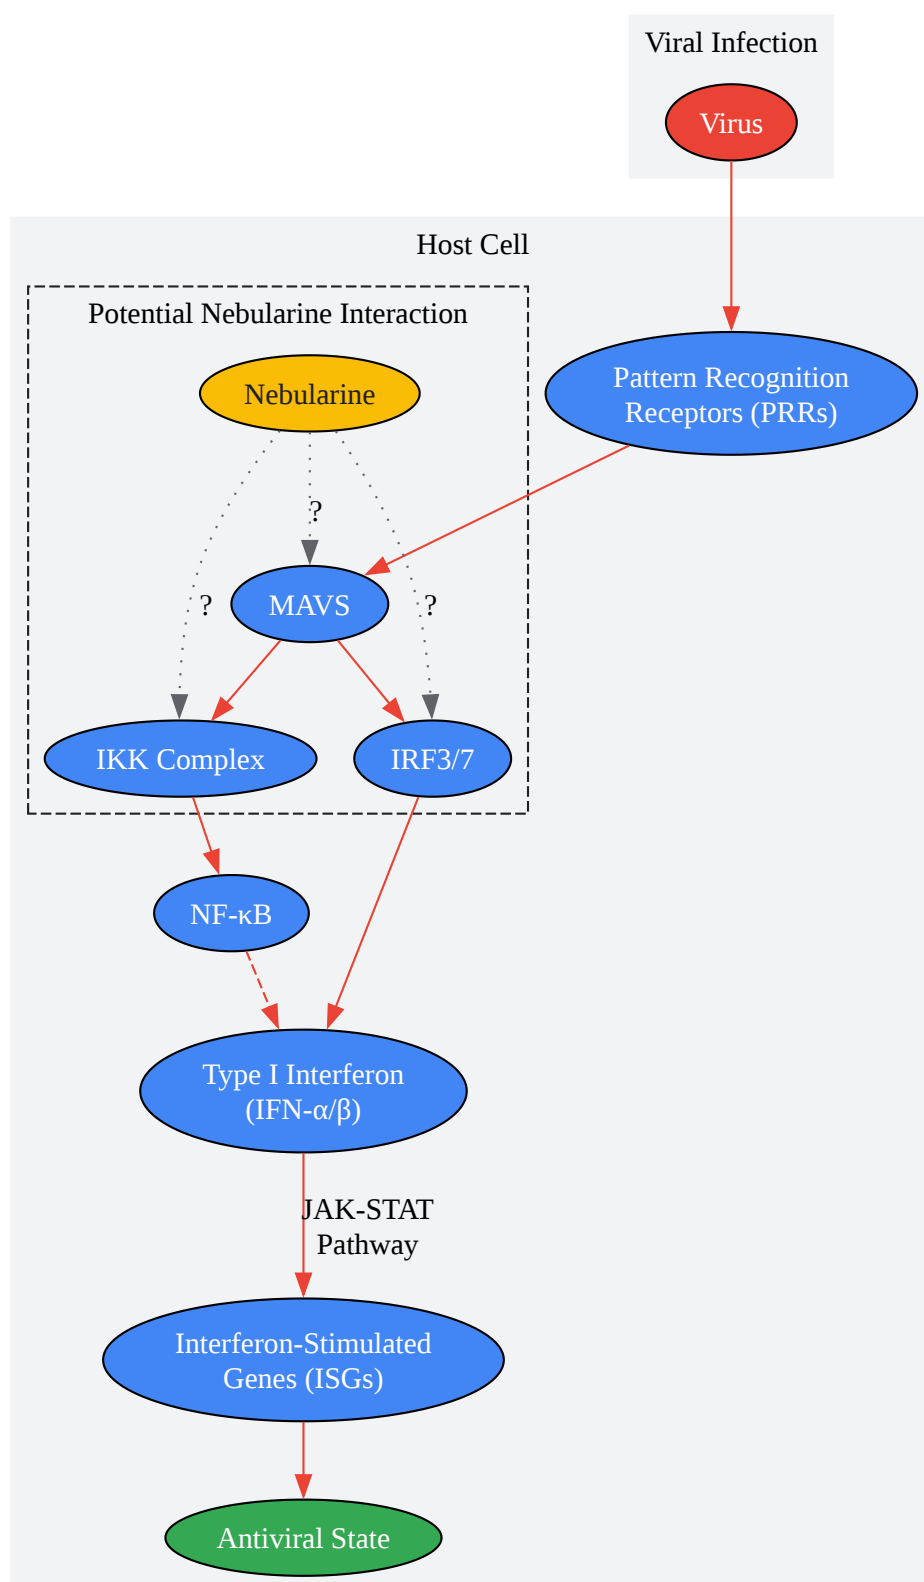 Viral Infection
Virus
Host Cell
Potential Nebularine Interaction
Nebularine
Pattern Recognition
Receptors (PRRs)
?
?
?
MAVS
IKK Complex
IRF3/7
NF-κB
Type I Interferon
(IFN-α/β)
JAK-STAT
Pathway
Interferon-Stimulated
Genes (ISGs)
Antiviral State